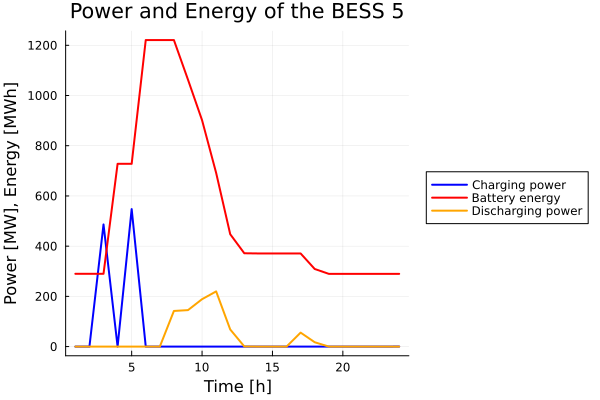 Power and Energy of the BESS 5
Power [MW], Energy [MWh]
1200
1000
800
600
400
200
0
5
10
15
20
Time [h]
Charging power
Battery energy
Discharging power